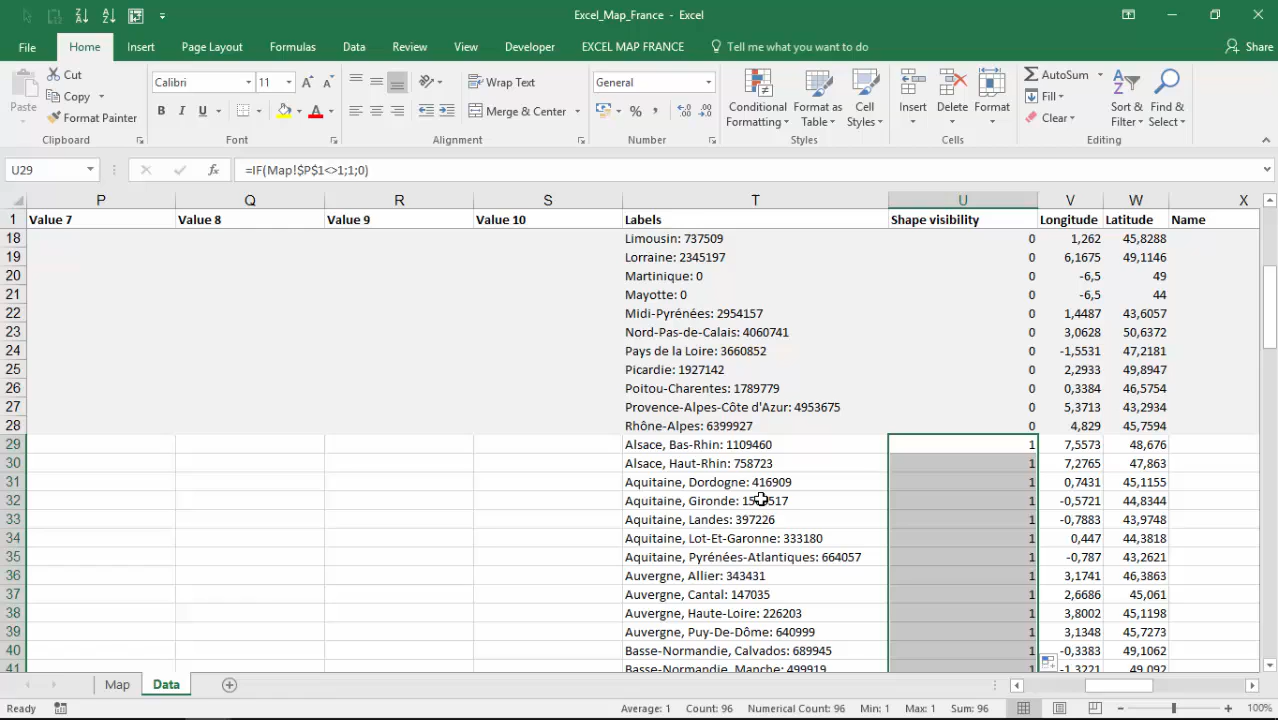 Excel_Map_France - Excel
File Home Insert Page Layout Formulas Data Review View Developer EXCEL MAP FRANCE Tell me what you want to do Share
Paste
Cut
Copy
Format Painter
Clipboard
Calibri 11
B I U
Font
Wrap Text
Merge & Center
Alignment
General
Number
Conditional Formatting
Format as Table
Cell Styles
Styles
Insert Delete Format
Cells
AutoSum
Fill
Clear
Sort & Filter
Find & Select
Editing
U29 fx =IF(Map!$P$1<>1;1;0)
P Q R S T U V W X
1 Value 7 Value 8 Value 9 Value 10 Labels Shape visibility Longitude Latitude Name
18 Limousin: 737509 0 1,262 45,8288
19 Lorraine: 2345197 0 6,1675 49,1146
20 Martinique: 0 0 -6,5 49
21 Mayotte: 0 0 -6,5 44
22 Midi-Pyrénées: 2954157 0 1,4487 43,6057
23 Nord-Pas-de-Calais: 4060741 0 3,0628 50,6372
24 Pays de la Loire: 3660852 0 -1,5531 47,2181
25 Picardie: 1927142 0 2,2933 49,8947
26 Poitou-Charentes: 1789779 0 0,3384 46,5754
27 Provence-Alpes-Côte d'Azur: 4953675 0 5,3713 43,2934
28 Rhône-Alpes: 6399927 0 4,829 45,7594
29 Alsace, Bas-Rhin: 1109460 1 7,5573 48,676
30 Alsace, Haut-Rhin: 758723 1 7,2765 47,863
31 Aquitaine, Dordogne: 416909 1 0,7431 45,1155
32 Aquitaine, Gironde: 1 -0,5721 44,8344
33 Aquitaine, Landes: 397226 1 -0,7883 43,9748
34 Aquitaine, Lot-Et-Garonne: 333180 1 0,447 44,3818
35 Aquitaine, Pyrénées-Atlantiques: 664057 1 -0,787 43,2621
36 Auvergne, Allier: 343431 1 3,1741 46,3863
37 Auvergne, Cantal: 147035 1 2,6686 45,061
38 Auvergne, Haute-Loire: 226203 1 3,8002 45,1198
39 Auvergne, Puy-De-Dôme: 640999 1 3,1348 45,7273
40 Basse-Normandie, Calvados: 689945 1 -0,3383 49,1062
41 Basse-Normandie, Manche: 499919 1 -1,3221 49,092
Map Data
Ready Average: 1 Count: 96 Numerical Count: 96 Min: 1 Max: 1 Sum: 96 100%